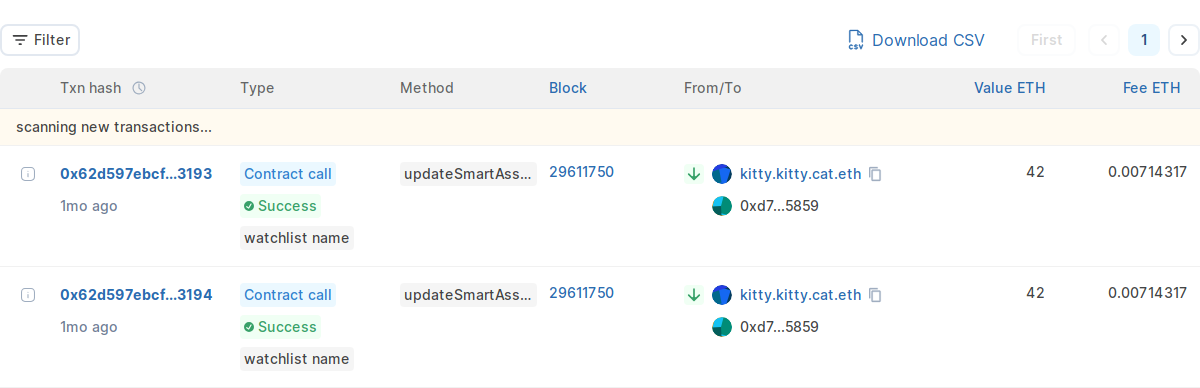 Filter
Download CSV First 1
Txn hash Type Method Block From/To Value ETH Fee ETH
scanning new transactions...
0x62d597ebcf...3193 Contract call updateSmartAss... 29611750 kitty.kitty.cat.eth 42 0.00714317
1mo ago Success 0xd7...5859
watchlist name
0x62d597ebcf...3194 Contract call updateSmartAss... 29611750 kitty.kitty.cat.eth 42 0.00714317
1mo ago Success 0xd7...5859
watchlist name